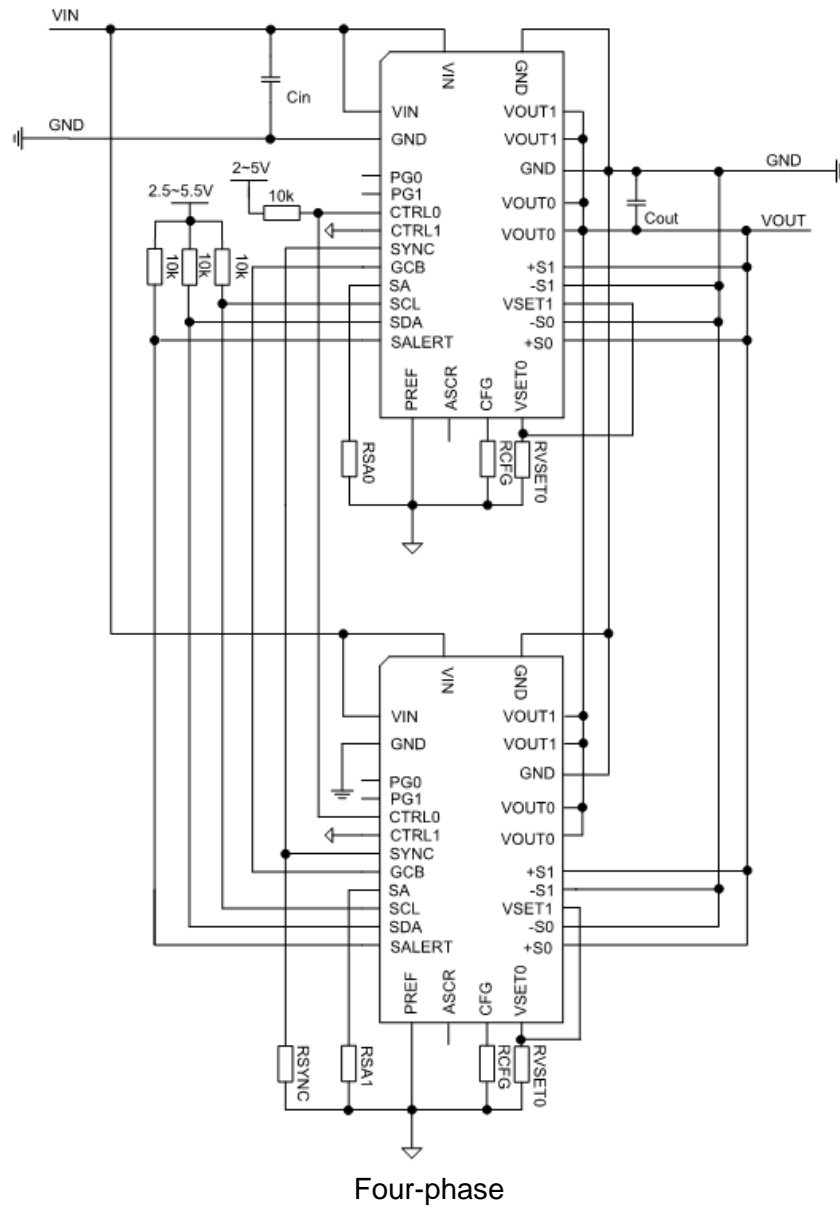 VIN
VIN
GND
Cin
VIN
VOUT1
GND
GND
VOUT1
2~5V
GND
GND
PG0
2.5~5.5V
10k
PG1
CTRL0
VOUT0
Cout
VOUT
CTRL1
VOUT0
10k
10k
10k
SYNC
GCB
+S1
SA
-S1
SCL
VSET1
SDA
-S0
SALERT
+S0
PREF
ASCR
CFG
VSET0
RSA0
RCFG
RVSET0
VIN
GND
VIN
VOUT1
GND
VOUT1
GND
PG0
PG1
CTRL0
VOUT0
CTRL1
VOUT0
SYNC
GCB
+S1
SA
-S1
SCL
VSET1
SDA
-S0
SALERT
+S0
PREF
ASCR
CFG
VSET0
RSYNC
RSA1
RCFG
RVSET0
Four-phase